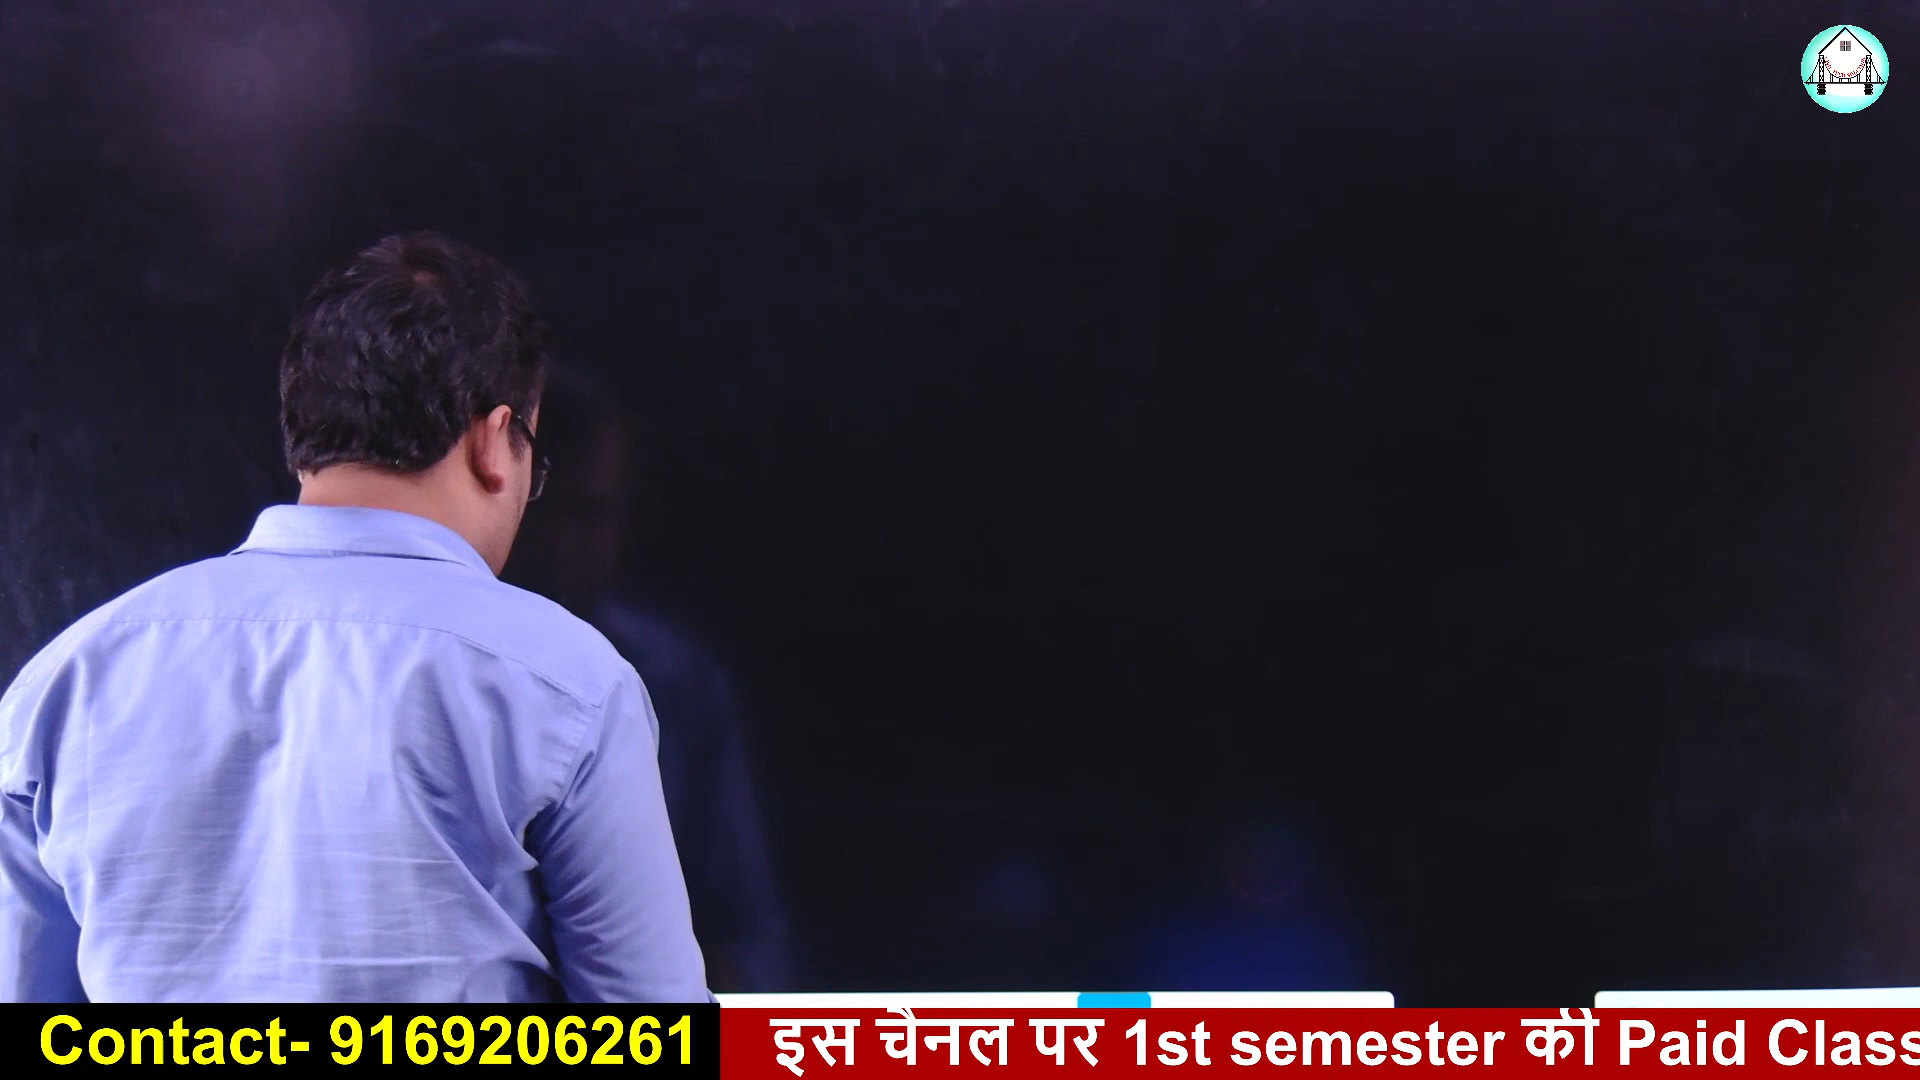 Contact- 9169206261
इस चैनल पर 1st semester की Paid Class